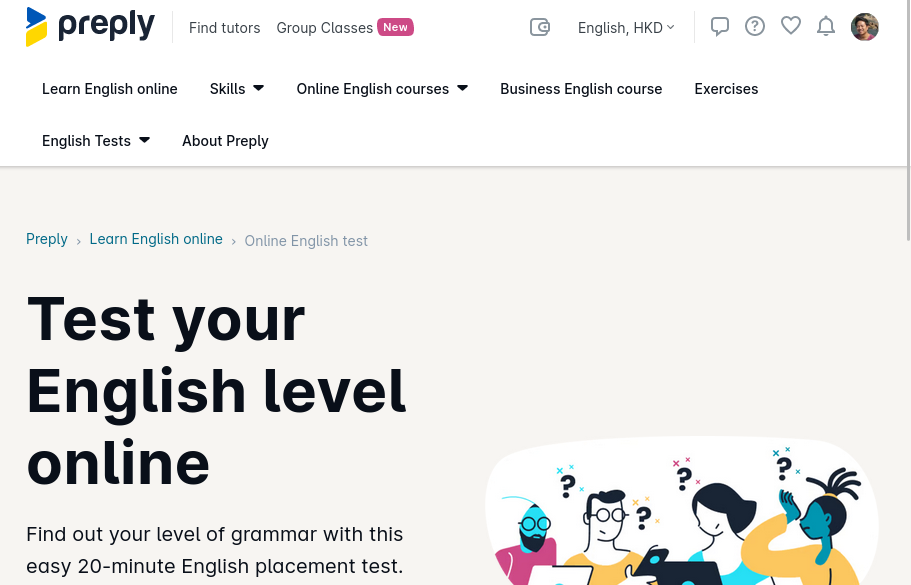 preply
Find tutors
Group Classes New
English, HKD
Learn English online
Skills
Online English courses
Business English course
Exercises
English Tests
About Preply
Preply › Learn English online › Online English test
Test your
English level
online
Find out your level of grammar with this
easy 20-minute English placement test.
? ? ? ?